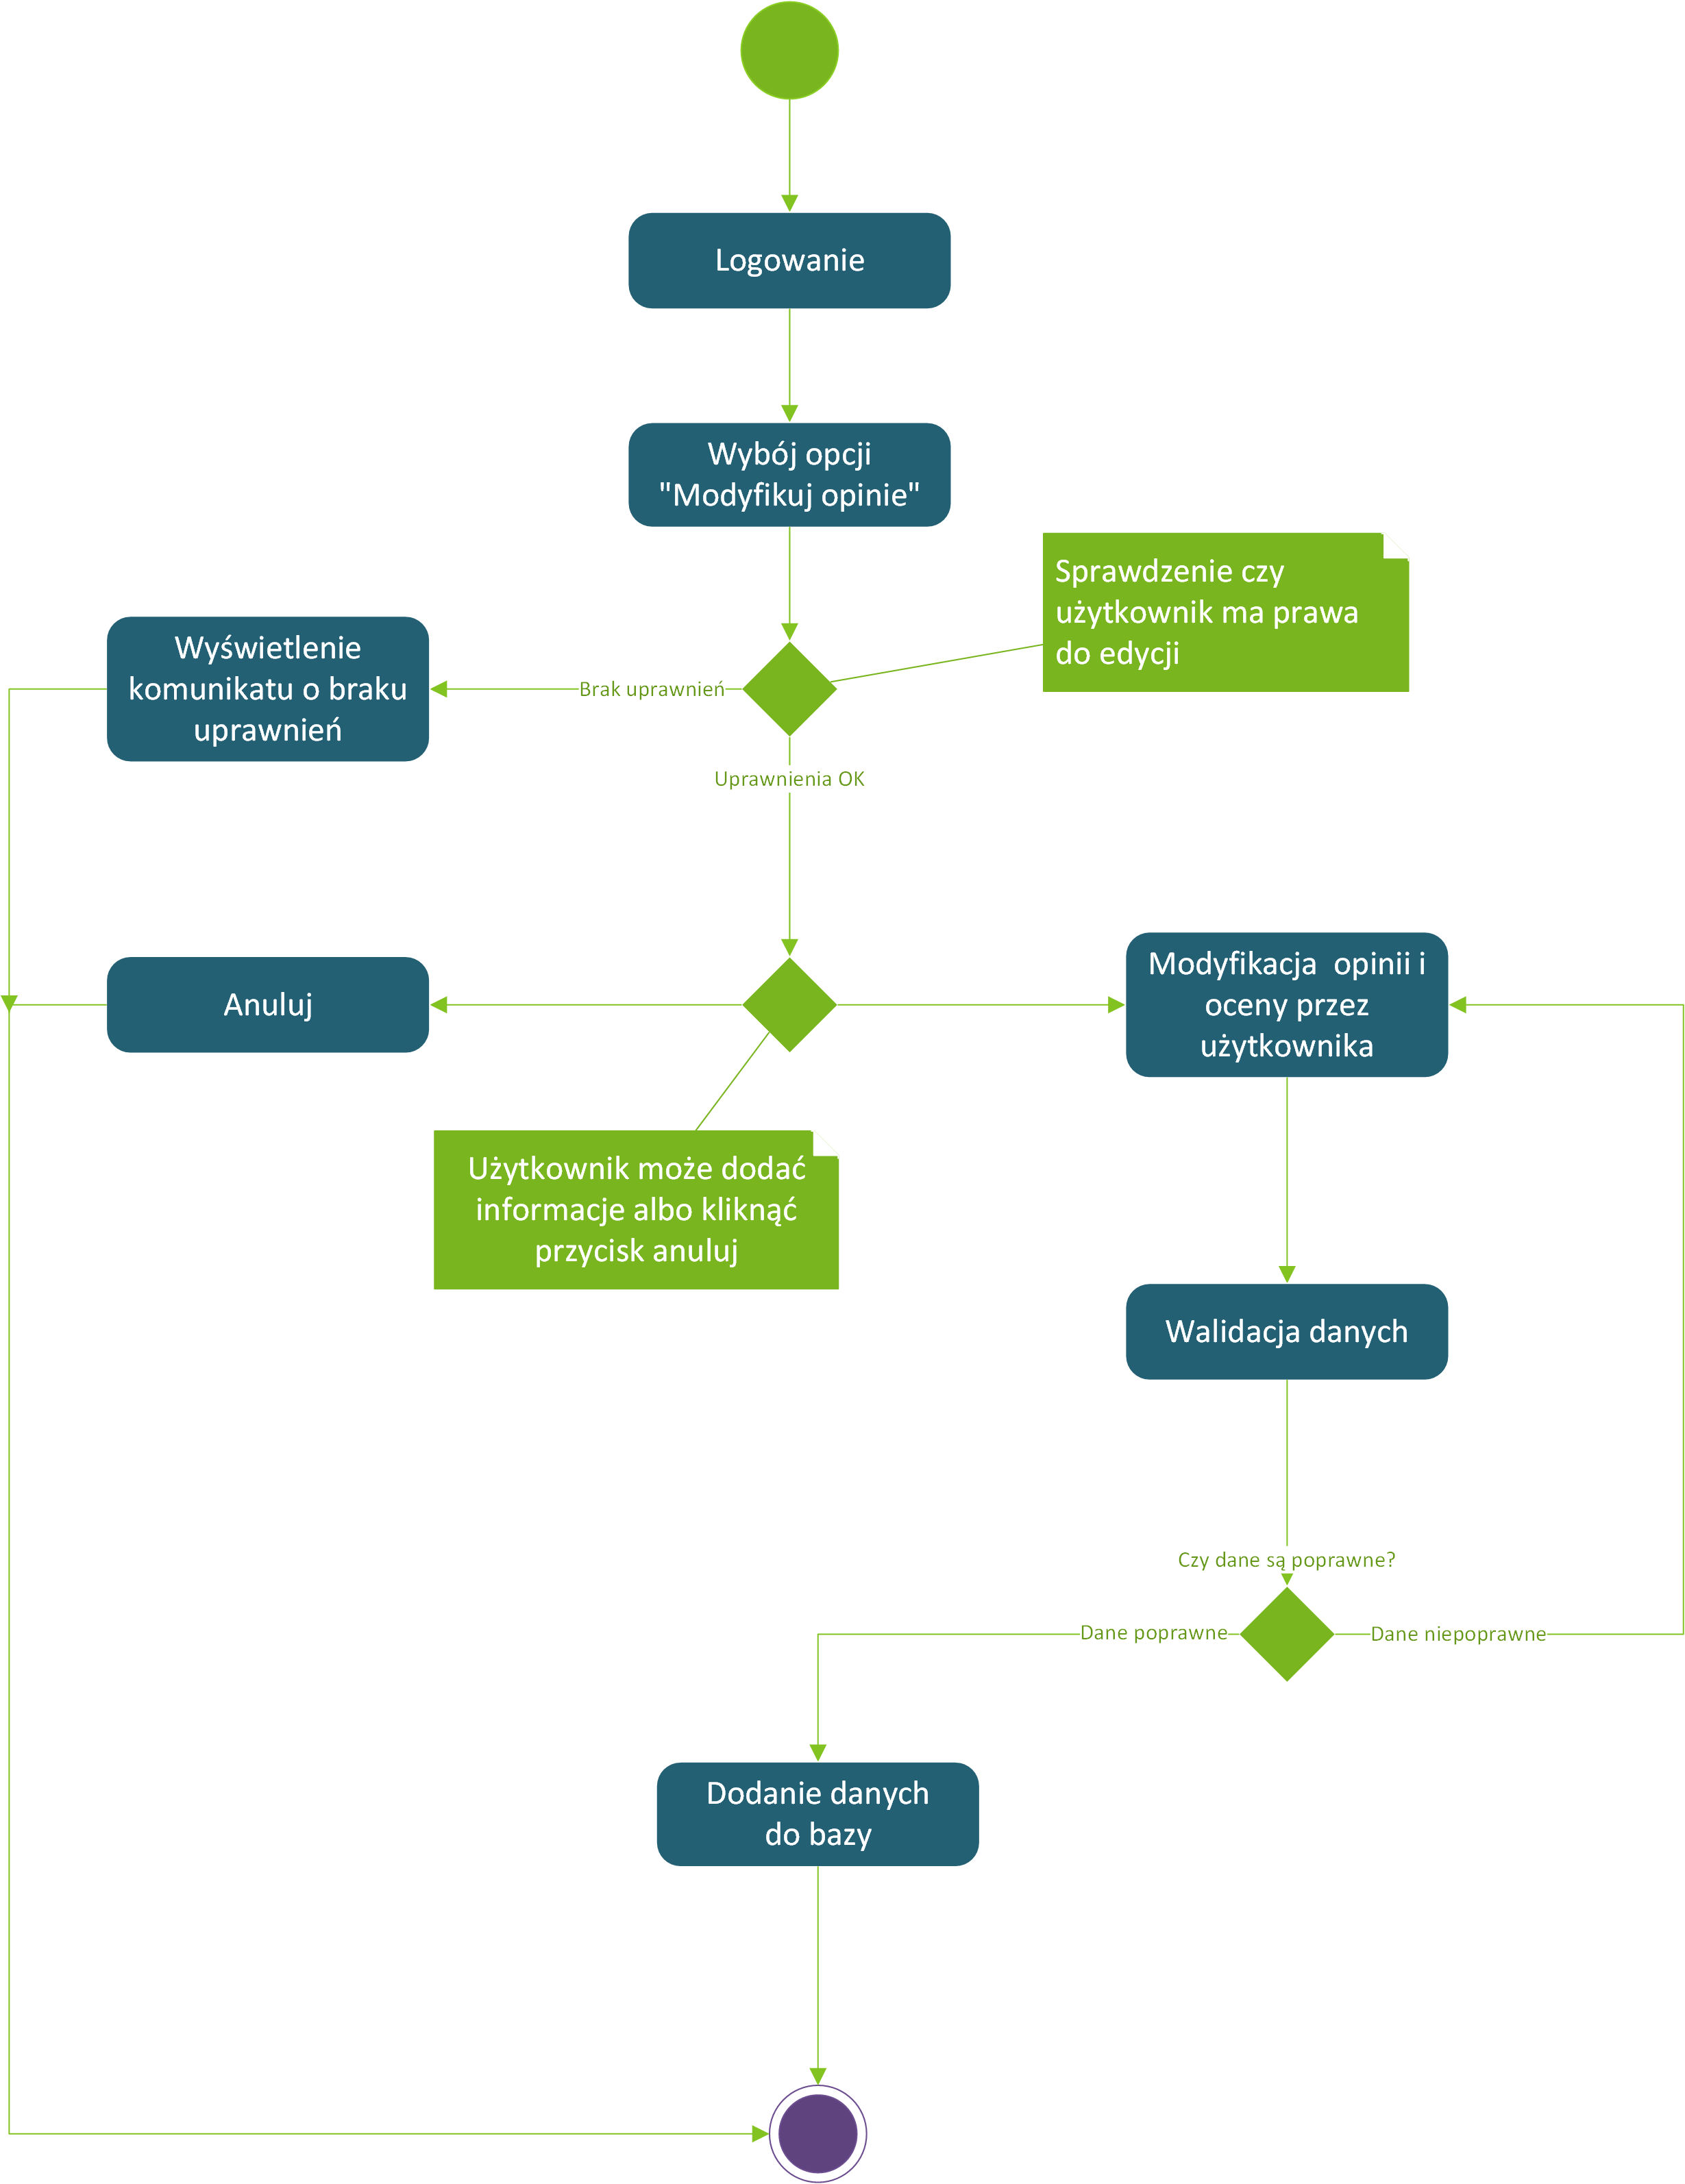 Logowanie
Wybój opcji
"Modyfikuj opinie"
Sprawdzenie czy
użytkownik ma prawa
do edycji
Wyświetlenie
komunikatu o braku
uprawnień
Brak uprawnień
Uprawnienia OK
Anuluj
Modyfikacja  opinii i
oceny przez
użytkownika
Użytkownik może dodać
informacje albo kliknąć
przycisk anuluj
Walidacja danych
Czy dane są poprawne?
Dane poprawne
Dane niepoprawne
Dodanie danych
do bazy